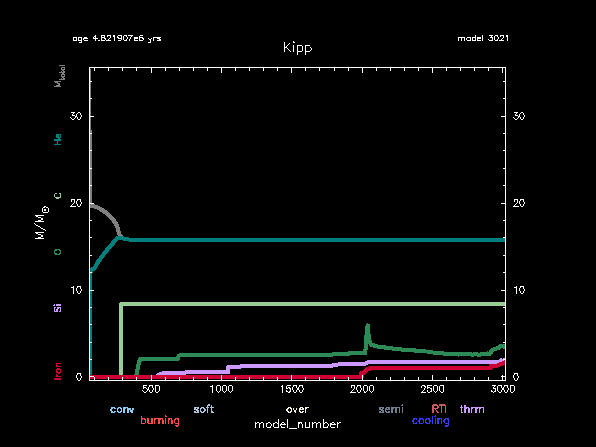 age 4.821907e6 yrs
model 3021
Kipp
M/M⊙
Mtotal
He
C
O
Si
Iron
30
20
10
0
30
20
10
0
500 1000 1500 2000 2500 3000
conv soft over semi RTI thrm
burning cooling
model_number